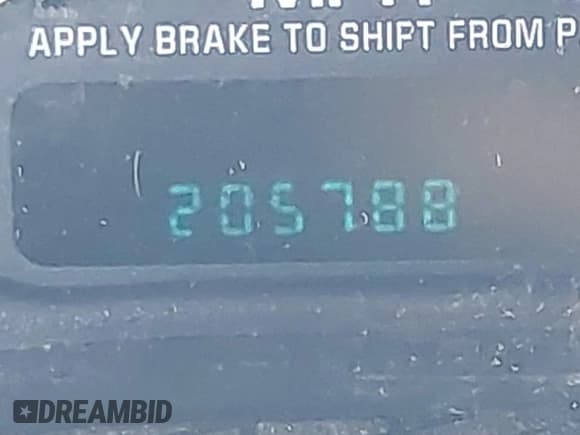 APPLY BRAKE TO SHIFT FROM P
205788
DREAMBID